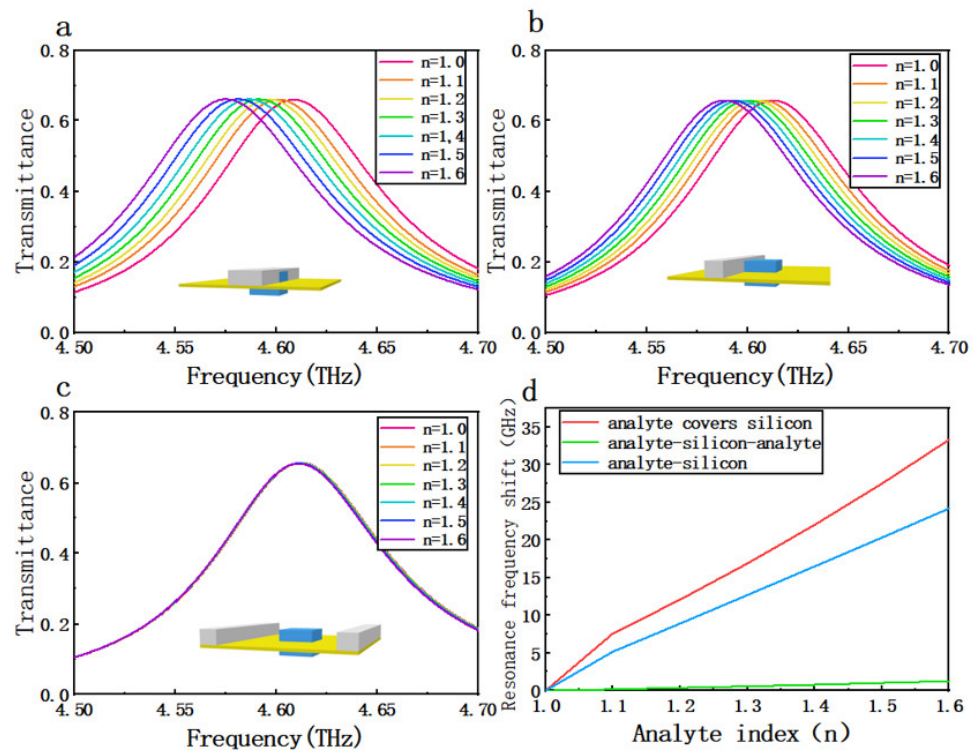 a
Transmittance
0.8
0.6
0.4
0.2
0.0
n=1.0
n=1.1
n=1.2
n=1.3
n=1,4
n=1.5
n=1.6
4.50
4.55
4.60
4.65
4.70
Frequency(THz)
b
Transmittance
0.8
0.6
0.4
0.2
0.0
n=1.0
n=1.1
n=1.2
n=1.3
n=1.4
n=1.5
n=1.6
4.50
4.55
4.60
4.65
4.70
Frequency(THz)
c
Transmittance
0.8
0.6
0.4
0.2
0.0
n=1.0
n=1.1
n=1.2
n=1.3
n=1.4
n=1.5
n=1.6
4.50
4.55
4.60
4.65
4.70
Frequency(THz)
d
Resonance frequency shift (GHz)
35
30
25
20
15
10
5
0
analyte covers silicon
analyte-silicon-analyte
analyte-silicon
1.0
1.1
1.2
1.3
1.4
1.5
1.6
Analyte index(n)